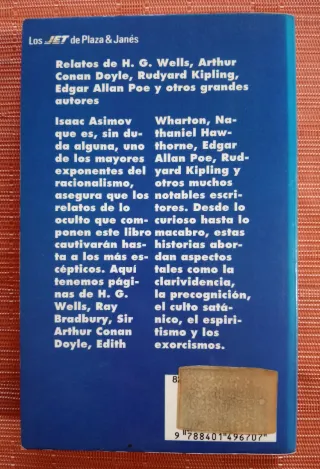 Los JET de Plaza & Janés
Relatos de H. G. Wells, Arthur
Conan Doyle, Rudyard Kipling,
Edgar Allan Poe y otros grandes
autores
Isaac Asimov
que es, sin du-
da alguna, uno
de los mayores
exponentes del
racionalismo,
asegura que los
relatos de lo
oculto que com-
ponen este libro
cautivarán has-
ta a los más es-
cépticos. Aquí
tenemos pági-
nas de H. G.
Wells, Ray
Bradbury, Sir
Arthur Conan
Doyle, Edith
Wharton, Na-
thaniel Haw-
thorne, Edgar
Allan Poe, Rud-
yard Kipling y
otros muchos
notables escri-
tores. Desde lo
curioso hasta lo
macabro, estas
historias abor-
dan aspectos
tales como la
clarividencia,
la precognición,
el culto satá-
nico, el espiri-
tismo y los
exorcismos.
9 788401 496707